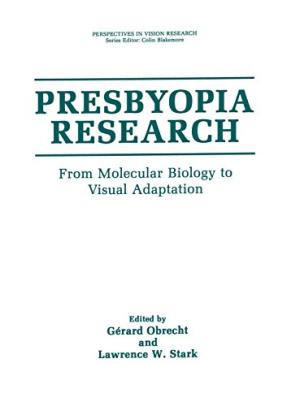 PERSPECTIVES IN VISION RESEARCH
Series Editor: Colin Blakemore
PRESBYOPIA
RESEARCH
From Molecular Biology to
Visual Adaptation
Edited by
Gérard Obrecht
and
Lawrence W. Stark